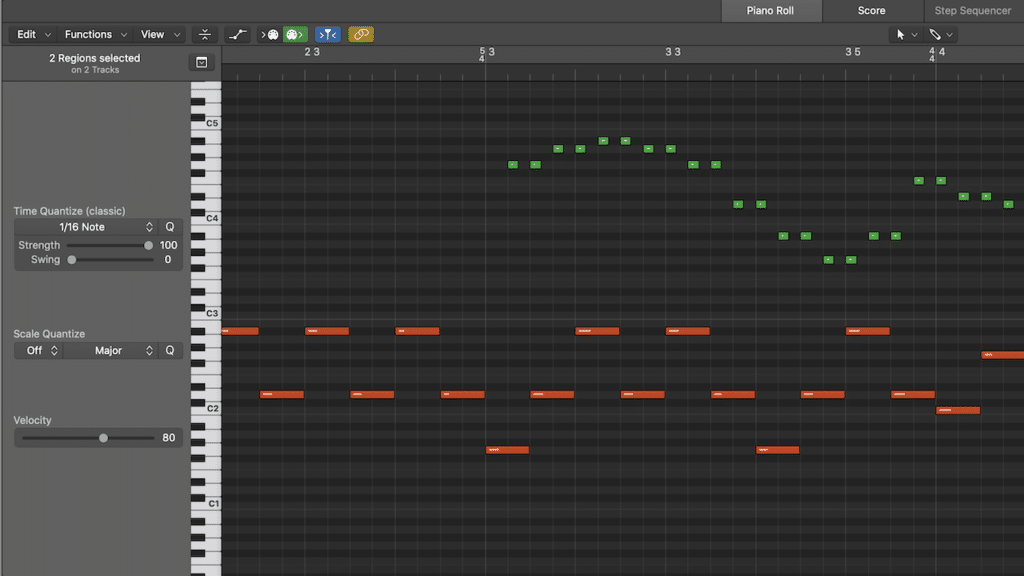 Piano Roll Score Step Sequencer
Edit Functions View
2 Regions selected
on 2 Tracks
2 3 5 3 3 3 3 5 4 4
4 4
C5
Time Quantize (classic)
1/16 Note Q
C4
Strength 100
Swing 0
C3
Scale Quantize
Off Major Q
C2
Velocity
80
C1